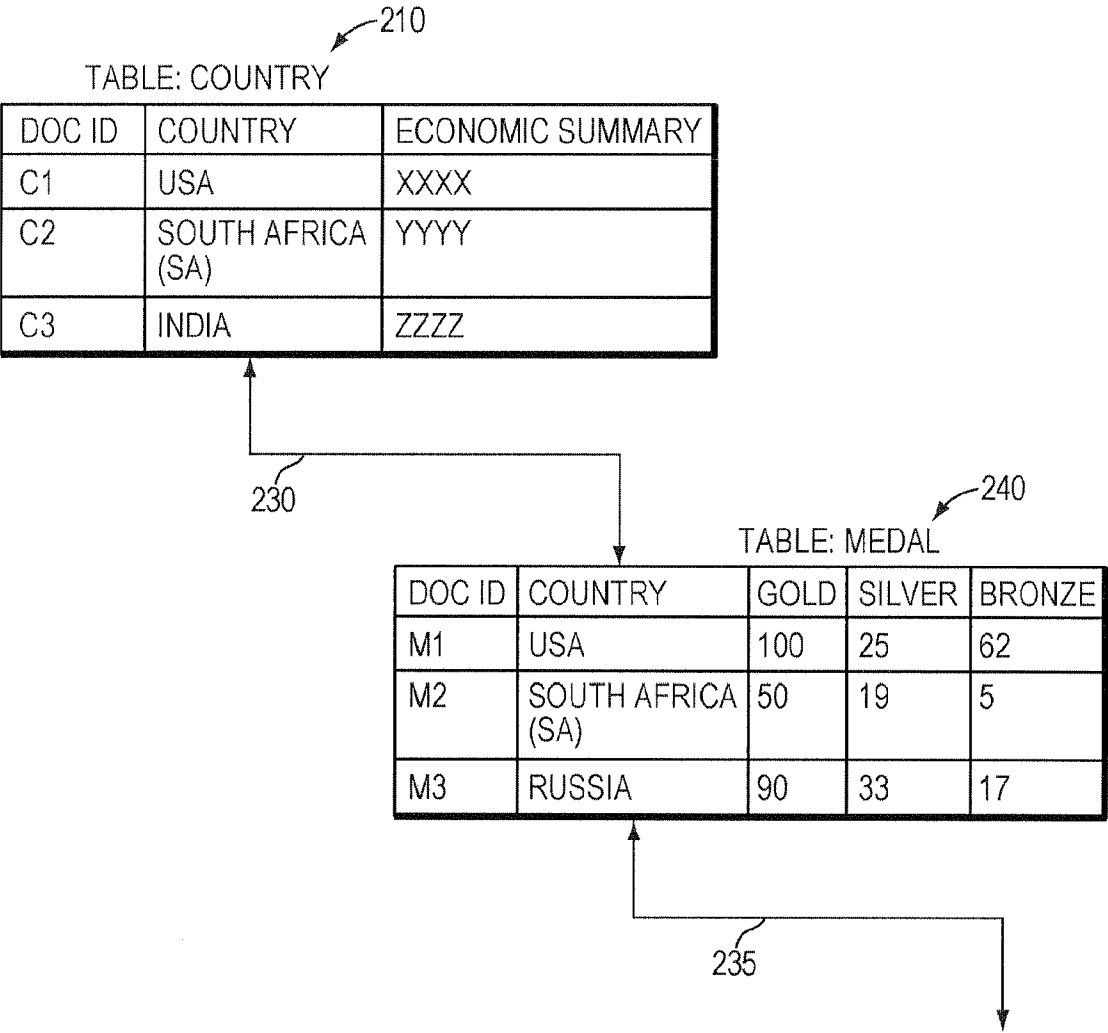 210
TABLE: COUNTRY
DOC ID COUNTRY ECONOMIC SUMMARY
C1 USA XXXX
C2 SOUTH AFRICA YYYY
(SA)
C3 INDIA ZZZZ
230
240
TABLE: MEDAL
DOC ID COUNTRY GOLD SILVER BRONZE
M1 USA 100 25 62
M2 SOUTH AFRICA 50 19 5
(SA)
M3 RUSSIA 90 33 17
235